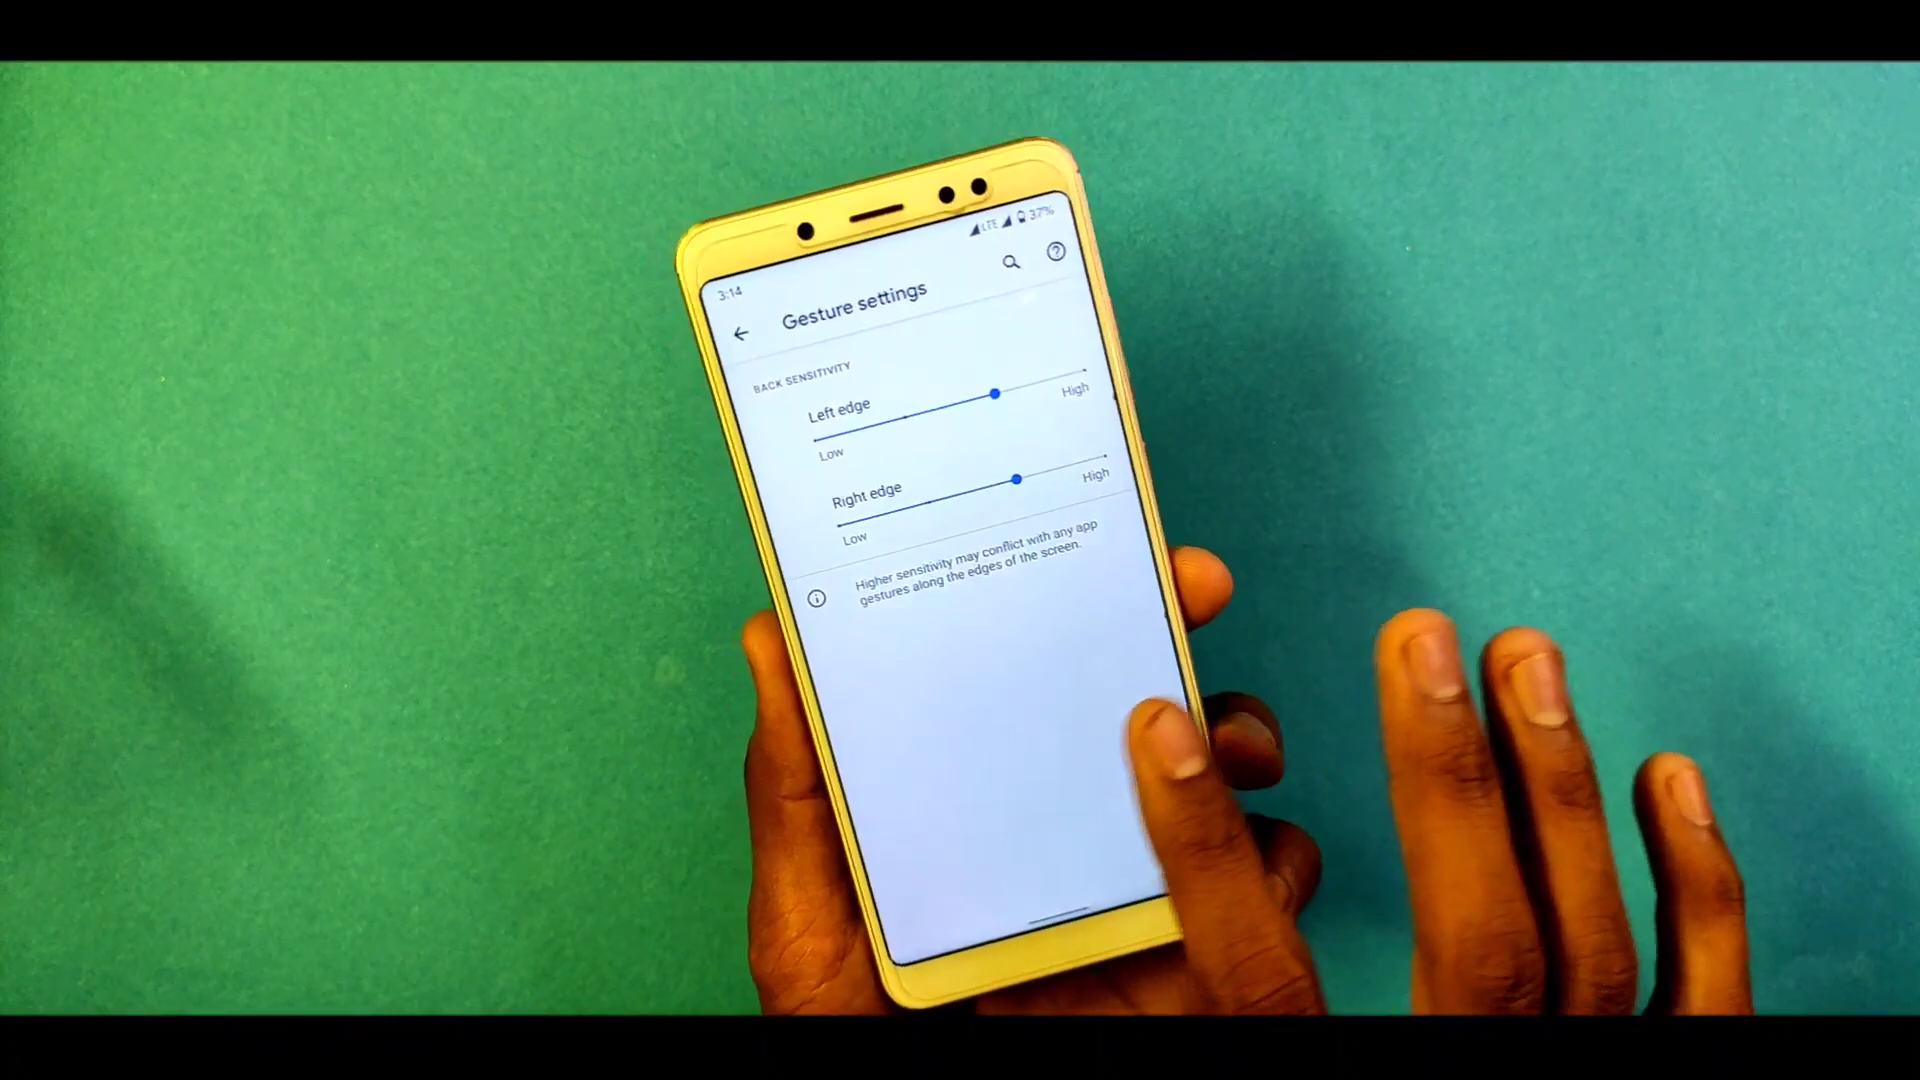 3:14
LTE 37%
Gesture settings
BACK SENSITIVITY
Left edge
Low
High
Right edge
Low
High
Higher sensitivity may conflict with any app
gestures along the edges of the screen.